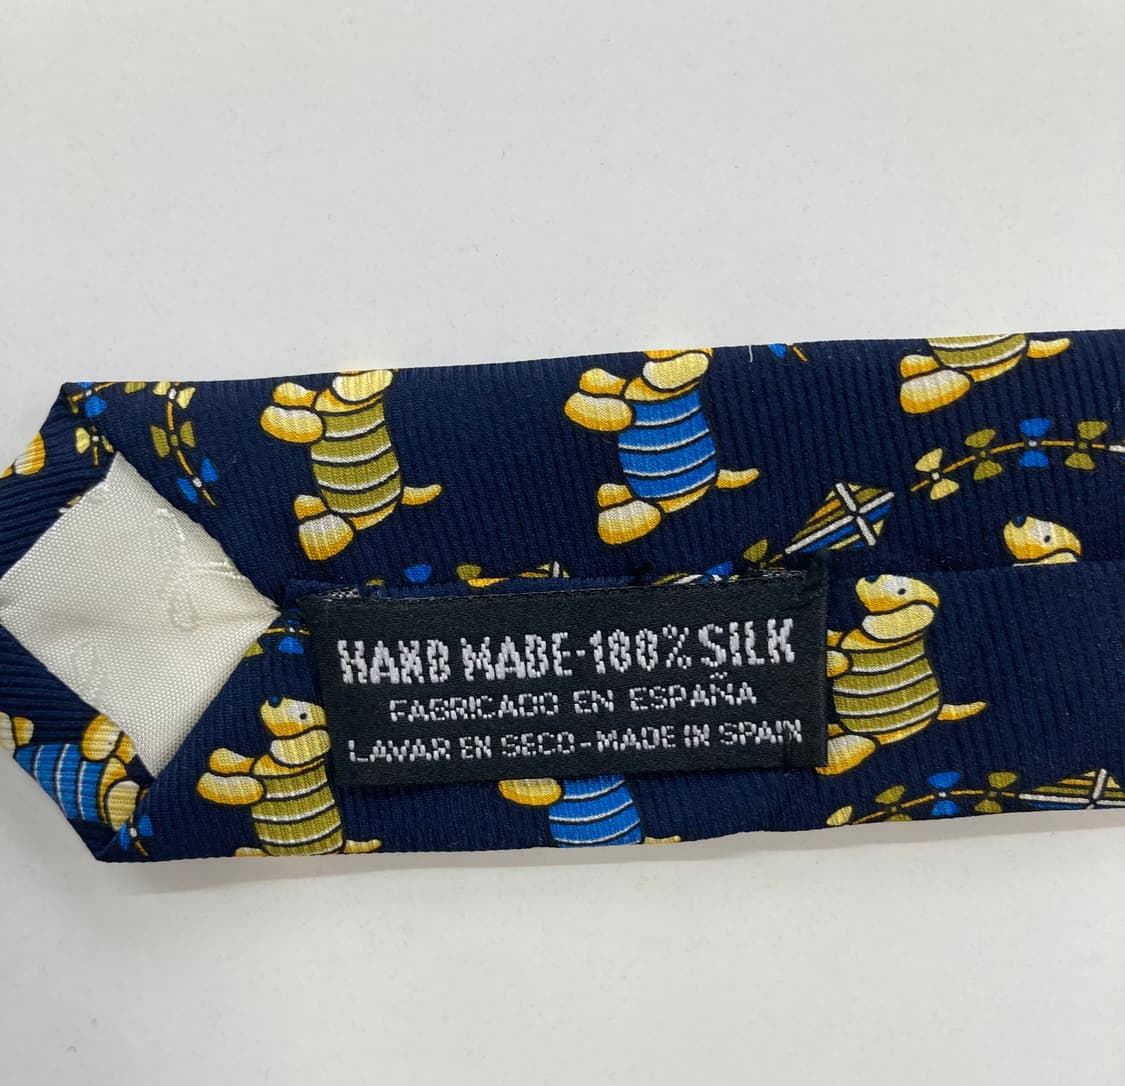 HAND MADE-100% SILK
FABRICADO EN ESPAÑA
LAVAR EN SECO-MADE IN SPAIN